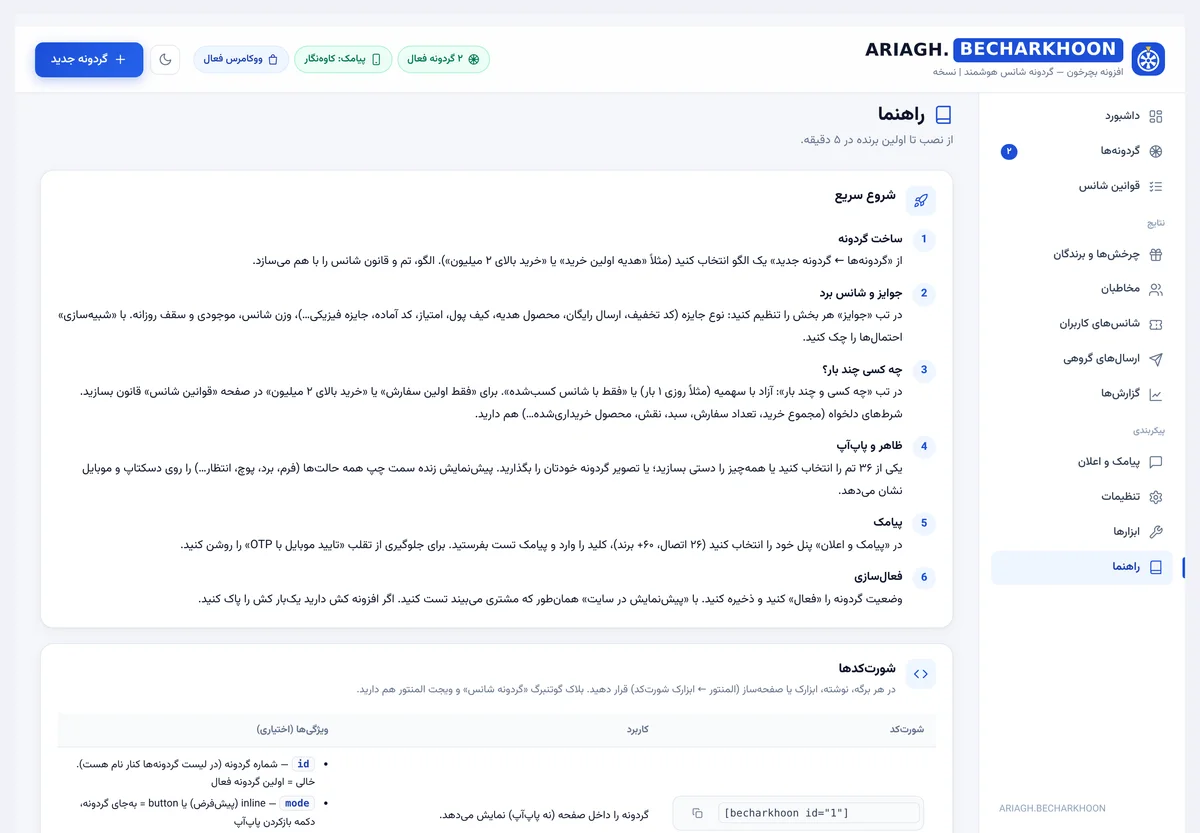 ARIAGH. BECHARKHOON
افزونه بچرخون — گردونه شانس هوشمند | نسخه
۲ گردونه فعال
پیامک: کاوه‌نگار
ووکامرس فعال
گردونه جدید
داشبورد
گردونه‌ها
۲
قوانین شانس
نتایج
چرخش‌ها و برندگان
مخاطبان
شانس‌های کاربران
ارسال‌های گروهی
گزارش‌ها
پیکربندی
پیامک و اعلان
تنظیمات
ابزارها
راهنما
ARIAGH.BECHARKHOON
راهنما
از نصب تا اولین برنده در ۵ دقیقه.
شروع سریع
1
ساخت گردونه
از «گردونه‌ها ← گردونه جدید» یک الگو انتخاب کنید (مثلاً «هدیه اولین خرید» یا «خرید بالای ۲ میلیون»). الگو، تم و قانون شانس را با هم می‌سازد.
2
جوایز و شانس برد
در تب «جوایز» هر بخش را تنظیم کنید: نوع جایزه (کد تخفیف، ارسال رایگان، محصول هدیه، کیف پول، امتیاز، کد آماده، جایزه فیزیکی...)، وزن شانس، موجودی و سقف روزانه. با «شبیه‌سازی»
احتمال‌ها را چک کنید.
3
چه کسی چند بار؟
در تب «چه کسی و چند بار»: آزاد با سهمیه (مثلاً روزی ۱ بار) یا «فقط با شانس کسب‌شده». برای «فقط اولین سفارش» یا «خرید بالای ۲ میلیون» در صفحه «قوانین شانس» قانون بسازید.
شرط‌های دلخواه (مجموع خرید، تعداد سفارش، سبد، نقش، محصول خریداری‌شده...) هم دارید.
4
ظاهر و پاپ‌آپ
یکی از ۳۶ تم را انتخاب کنید یا همه‌چیز را دستی بسازید؛ یا تصویر گردونه خودتان را بگذارید. پیش‌نمایش زنده سمت چپ همه حالت‌ها (فرم، برد، پوچ، انتظار...) را روی دسکتاپ و موبایل
نشان می‌دهد.
5
پیامک
در «پیامک و اعلان» پنل خود را انتخاب کنید (۲۶ اتصال، ۶۰+ برند)، کلید را وارد و پیامک تست بفرستید. برای جلوگیری از تقلب «تایید موبایل با OTP» را روشن کنید.
6
فعال‌سازی
وضعیت گردونه را «فعال» کنید و ذخیره کنید. با «پیش‌نمایش در سایت» همان‌طور که مشتری می‌بیند تست کنید. اگر افزونه کش دارید یک‌بار کش را پاک کنید.
شورت‌کدها
در هر برگه، نوشته، ابزارک یا صفحه‌ساز (المنتور ← ابزارک شورت‌کد) قرار دهید. بلاک گوتنبرگ «گردونه شانس» و ویجت المنتور هم دارید.
شورت‌کد کاربرد ویژگی‌ها (اختیاری)
[becharkhoon id="1"]
گردونه را داخل صفحه (نه پاپ‌آپ) نمایش می‌دهد.
• id — شماره گردونه (در لیست گردونه‌ها کنار نام هست).
خالی = اولین گردونه فعال
• mode — inline (پیش‌فرض) یا button = به‌جای گردونه،
دکمه بازکردن پاپ‌آپ